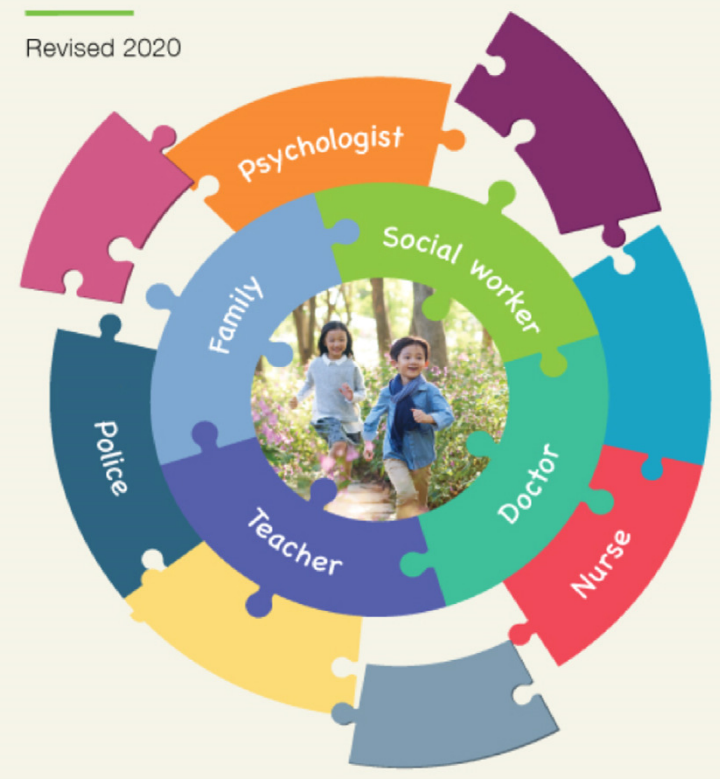 Revised 2020
Psychologist
Social worker
Family
Doctor
Police
Teacher
Nurse